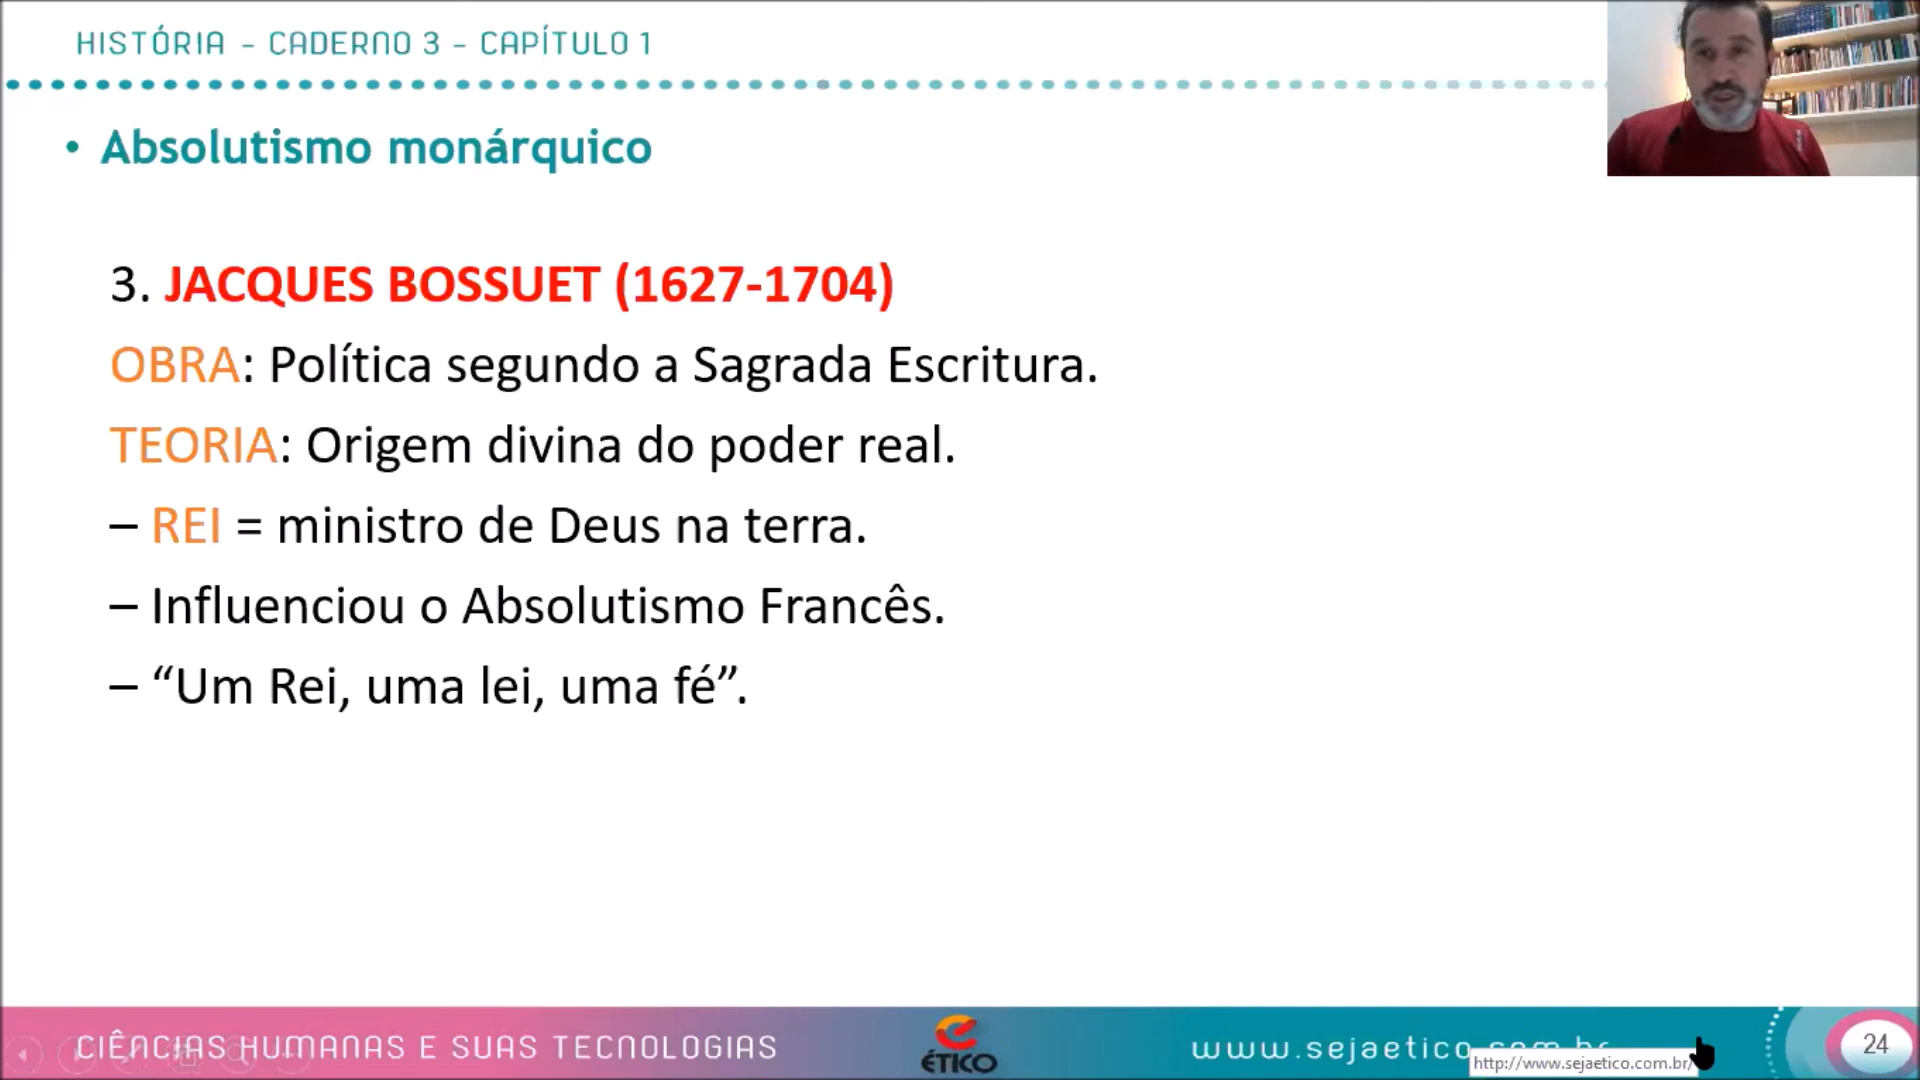 HISTÓRIA - CADERNO 3 - CAPÍTULO 1
• Absolutismo monárquico
3. JACQUES BOSSUET (1627-1704)
OBRA: Política segundo a Sagrada Escritura.
TEORIA: Origem divina do poder real.
– REI = ministro de Deus na terra.
– Influenciou o Absolutismo Francês.
– “Um Rei, uma lei, uma fé”.
CIÊNCIAS HUMANAS E SUAS TECNOLOGIAS
ÉTICO
www.sejaetico.com.br
http://www.sejaetico.com.br/
24